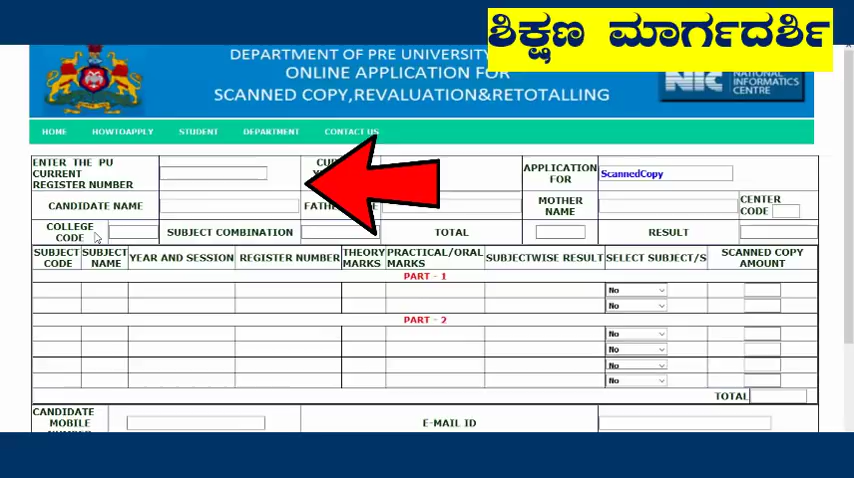 ಶಿಕ್ಷಣ ಮಾರ್ಗದರ್ಶಿ
DEPARTMENT OF PRE UNIVERSITY
ONLINE APPLICATION FOR
SCANNED COPY,REVALUATION&RETOTALLING
NIC NATIONAL
INFORMATICS
CENTRE
HOME HOWTOAPPLY STUDENT DEPARTMENT CONTACT US
ENTER THE PU
CURRENT
REGISTER NUMBER
APPLICATION
FOR
ScannedCopy
CANDIDATE NAME
MOTHER
NAME
CENTER
CODE
COLLEGE
CODE
SUBJECT COMBINATION TOTAL RESULT
SUBJECT
CODE
SUBJECT
NAME
YEAR AND SESSION
REGISTER NUMBER
THEORY
MARKS
PRACTICAL/ORAL
MARKS
SUBJECTWISE RESULT
SELECT SUBJECT/S
SCANNED COPY
AMOUNT
PART - 1
No
No
PART - 2
No
No
No
No
TOTAL
CANDIDATE
MOBILE
E-MAIL ID